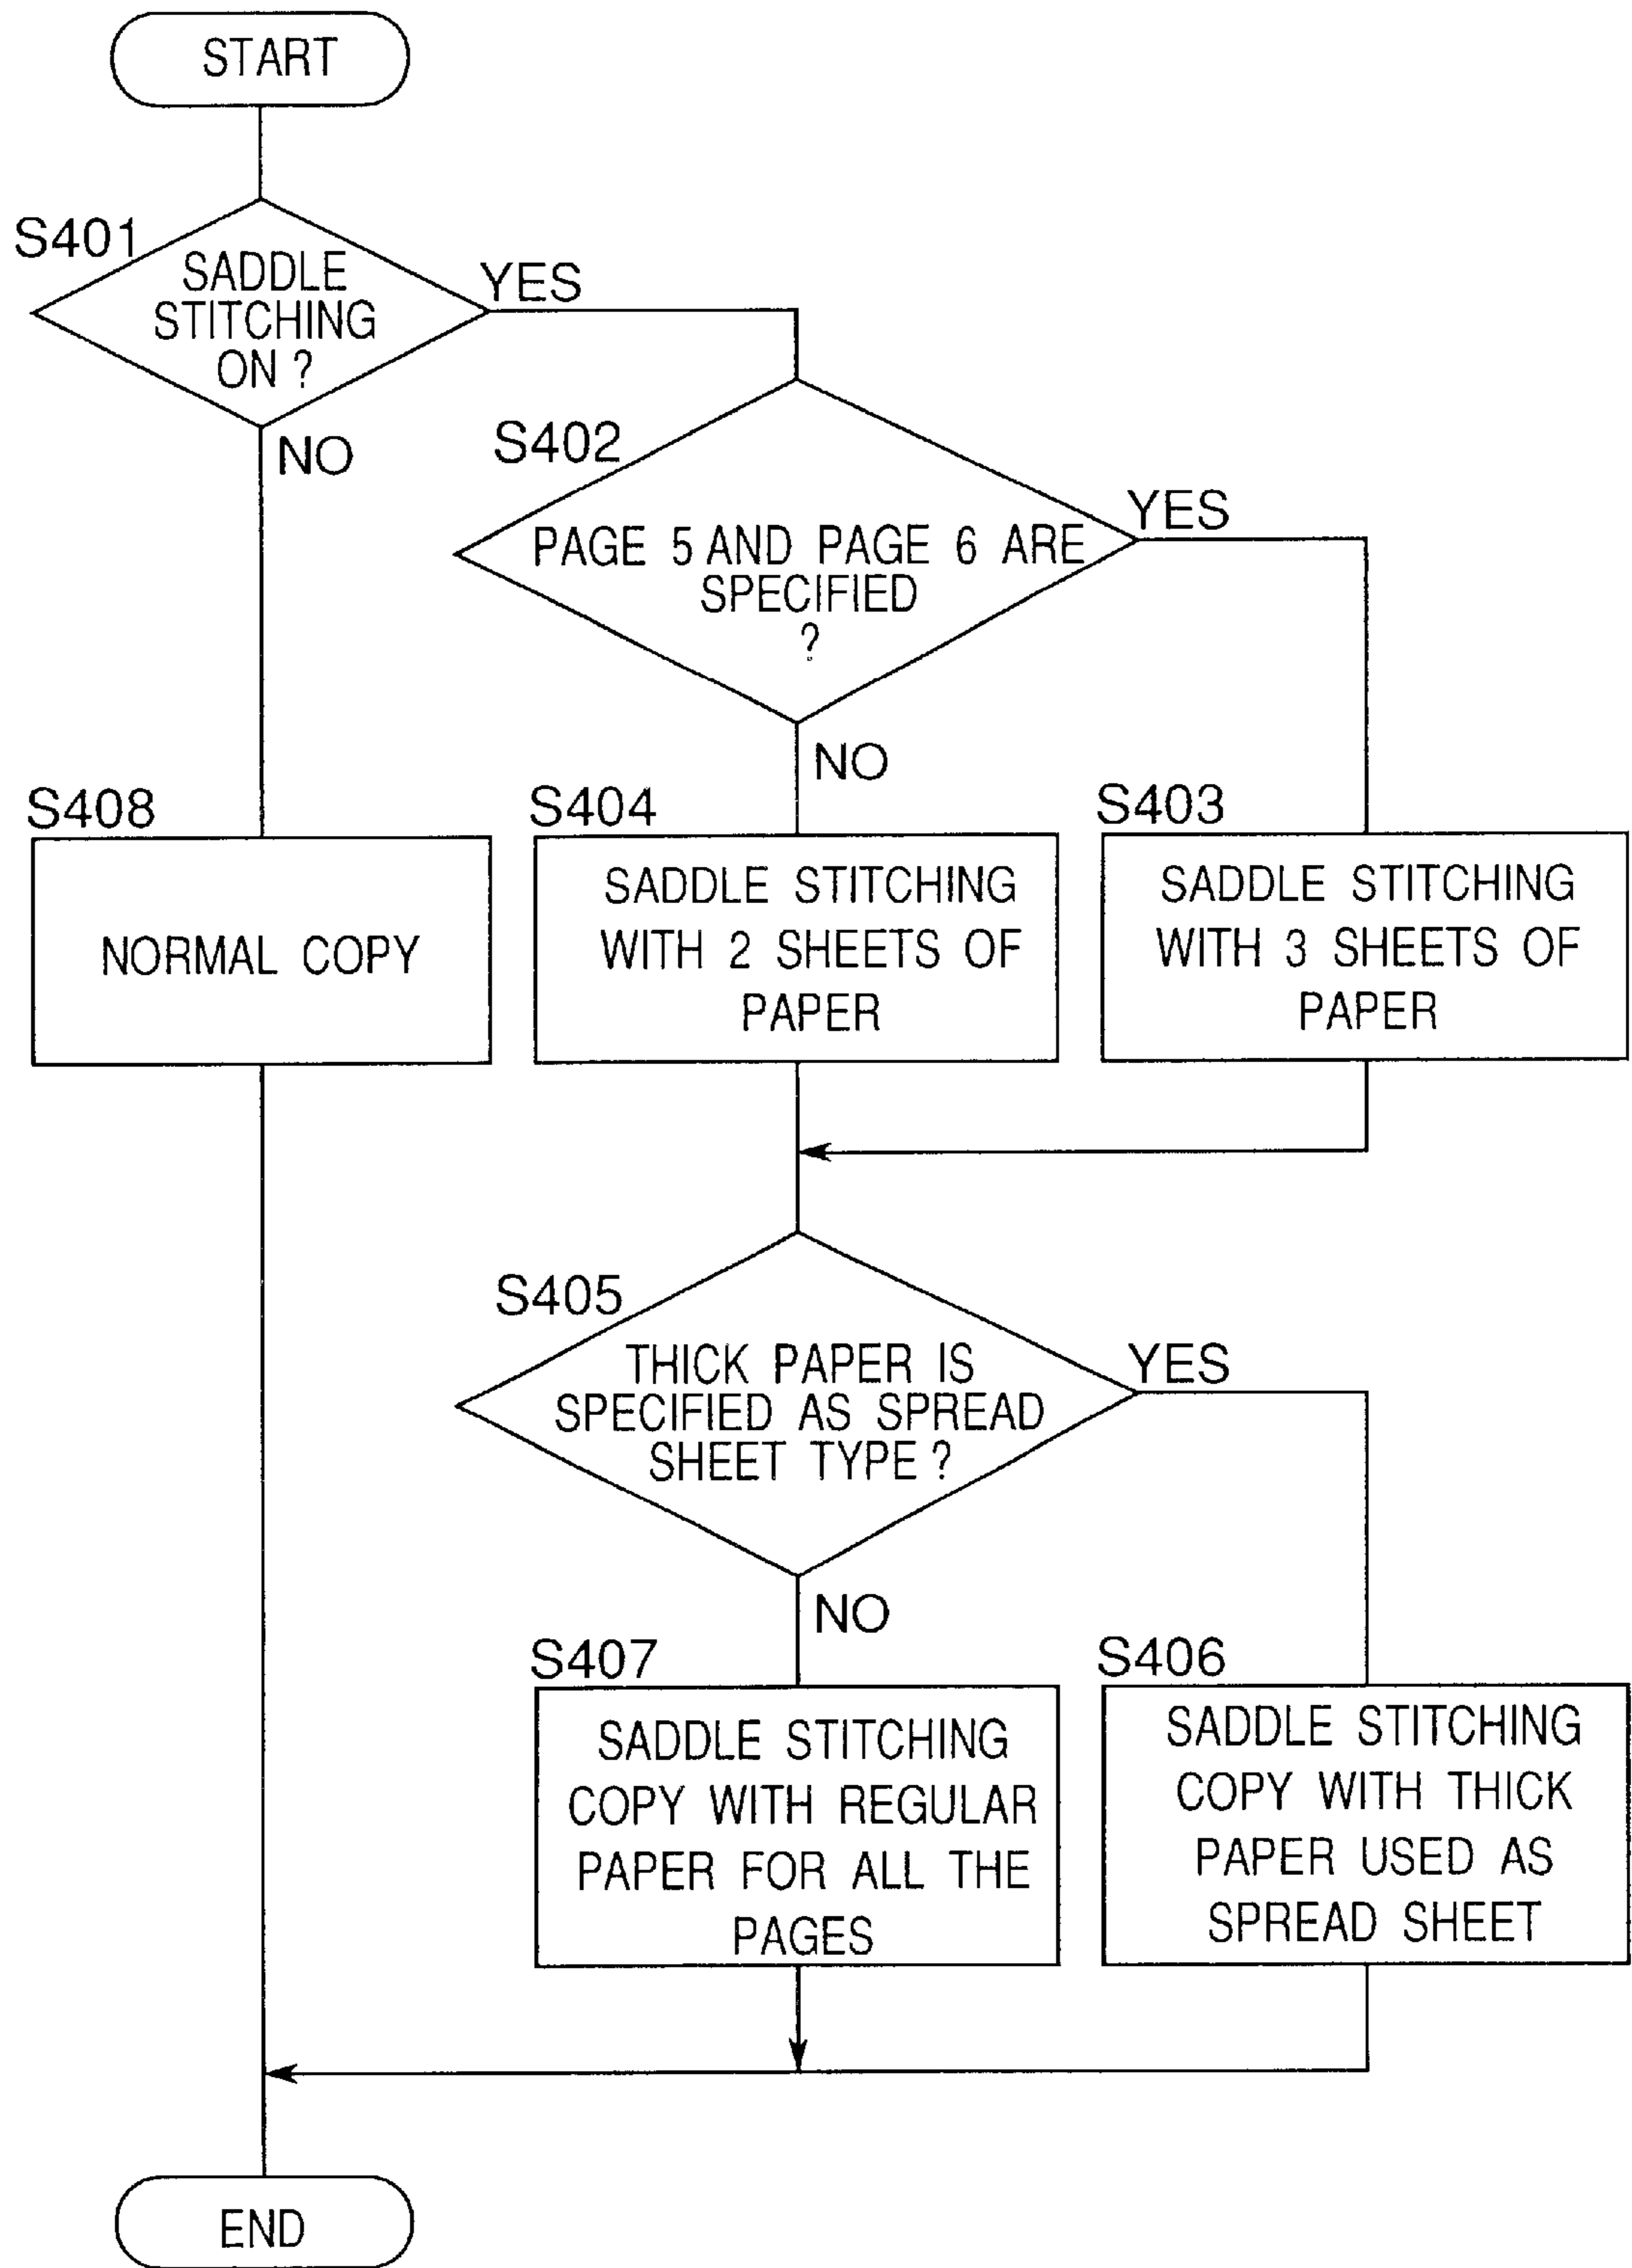 START
S401
SADDLE
STITCHING
ON ?
YES
NO
S402
PAGE 5 AND PAGE 6 ARE
SPECIFIED
?
YES
NO
S408
NORMAL COPY
S404
SADDLE STITCHING
WITH 2 SHEETS OF
PAPER
S403
SADDLE STITCHING
WITH 3 SHEETS OF
PAPER
S405
THICK PAPER IS
SPECIFIED AS SPREAD
SHEET TYPE ?
YES
NO
S407
SADDLE STITCHING
COPY WITH REGULAR
PAPER FOR ALL THE
PAGES
S406
SADDLE STITCHING
COPY WITH THICK
PAPER USED AS
SPREAD SHEET
END